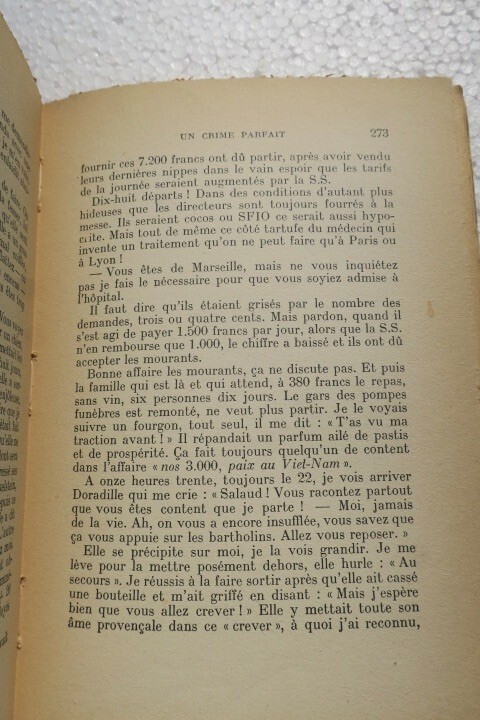 UN CRIME PARFAIT 273
fournir ces 7.200 francs ont dû partir, après avoir vendu
leurs dernières nippes dans le vain espoir que les tarifs
de la journée seraient augmentés par la S.S.
Dix-huit départs ! Dans des conditions d'autant plus
hideuses que les directeurs sont toujours fourrés à la
messe. Ils seraient cocos ou SFIO ce serait aussi hypo-
crite. Mais tout de même ce côté tartufe du médecin qui
invente un traitement qu'on ne peut faire qu'à Paris ou
à Lyon !
— Vous êtes de Marseille, mais ne vous inquiétez
pas je fais le nécessaire pour que vous soyiez admise à
l'hôpital.
Il faut dire qu'ils étaient grisés par le nombre des
demandes, trois ou quatre cents. Mais pardon, quand il
s'est agi de payer 1.500 francs par jour, alors que la S.S.
n'en rembourse que 1.000, le chiffre a baissé et ils ont dû
accepter les mourants.
Bonne affaire les mourants, ça ne discute pas. Et puis
la famille qui est là et qui attend, à 380 francs le repas,
sans vin, six personnes dix jours. Le gars des pompes
funèbres est remonté, ne veut plus partir. Je le voyais
suivre un fourgon, tout seul, il me dit : « T'as vu ma
traction avant ! » Il répandait un parfum ailé de pastis
et de prospérité. Ça fait toujours quelqu'un de content
dans l'affaire « nos 3.000, paix au Viel-Nam ».
A onze heures trente, toujours le 22, je vois arriver
Doradille qui me crie : « Salaud ! Vous racontez partout
que vous êtes content que je parte ! — Moi, jamais
de la vie. Ah, on vous a encore insufflée, vous savez que
ça vous appuie sur les bartholins. Allez vous reposer. »
Elle se précipite sur moi, je la vois grandir. Je me
lève pour la mettre posément dehors, elle hurle : « Au
secours ». Je réussis à la faire sortir après qu'elle ait cassé
une bouteille et m'ait griffé en disant : « Mais j'espère
bien que vous allez crever ! » Elle y mettait toute son
âme provençale dans ce « crever », à quoi j'ai reconnu,